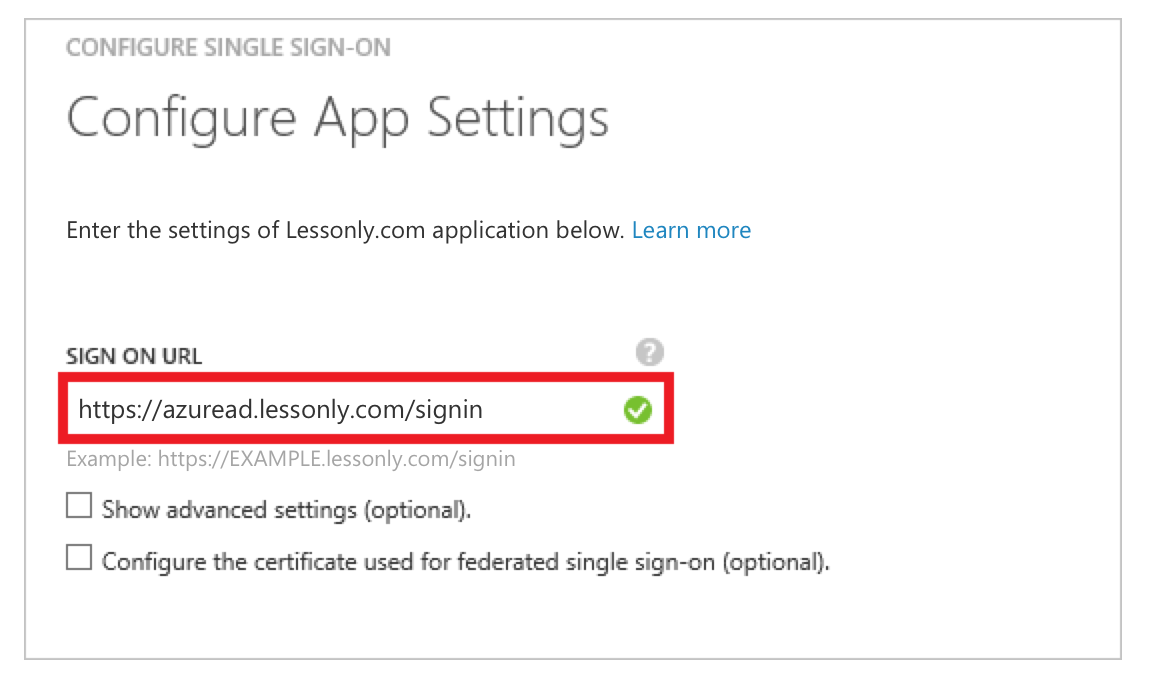 CONFIGURE SINGLE SIGN-ON
Configure App Settings
Enter the settings of Lessonly.com application below. Learn more
SIGN ON URL ?
https://azuread.lessonly.com/signin
Example: https://EXAMPLE.lessonly.com/signin
Show advanced settings (optional).
Configure the certificate used for federated single sign-on (optional).